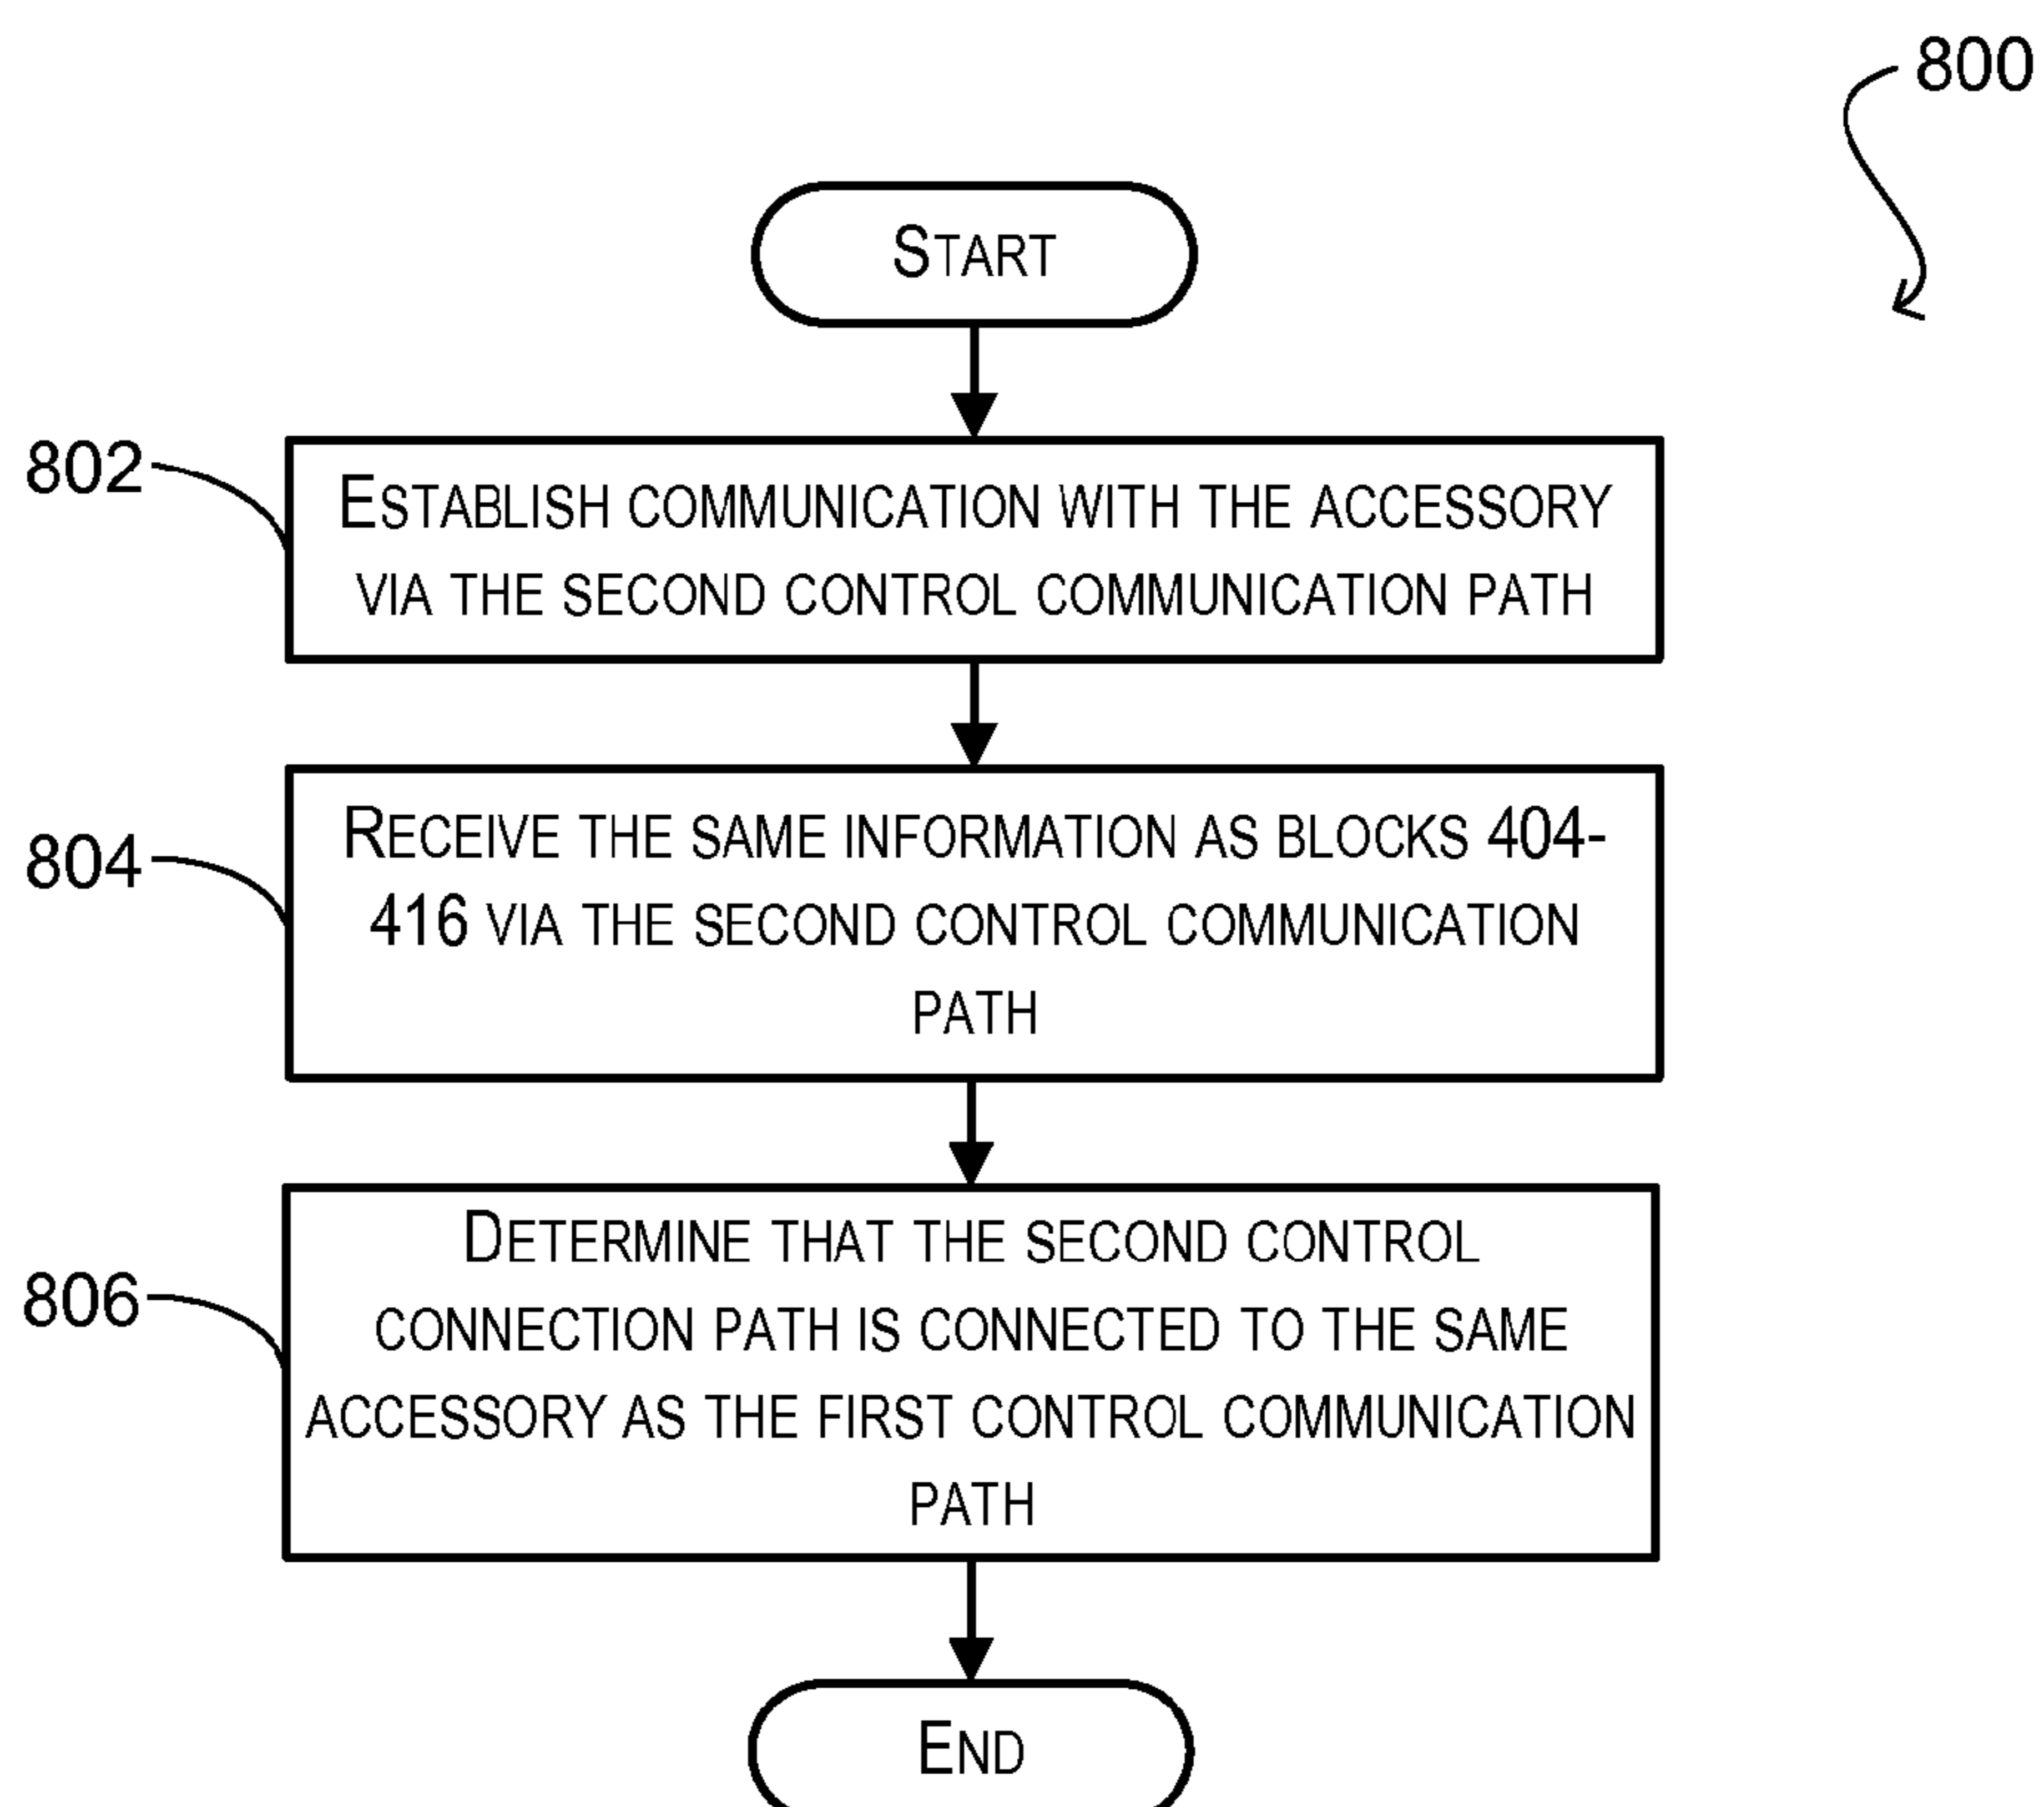 800
START
802
ESTABLISH COMMUNICATION WITH THE ACCESSORY
VIA THE SECOND CONTROL COMMUNICATION PATH
804
RECEIVE THE SAME INFORMATION AS BLOCKS 404-
416 VIA THE SECOND CONTROL COMMUNICATION
PATH
806
DETERMINE THAT THE SECOND CONTROL
CONNECTION PATH IS CONNECTED TO THE SAME
ACCESSORY AS THE FIRST CONTROL COMMUNICATION
PATH
END